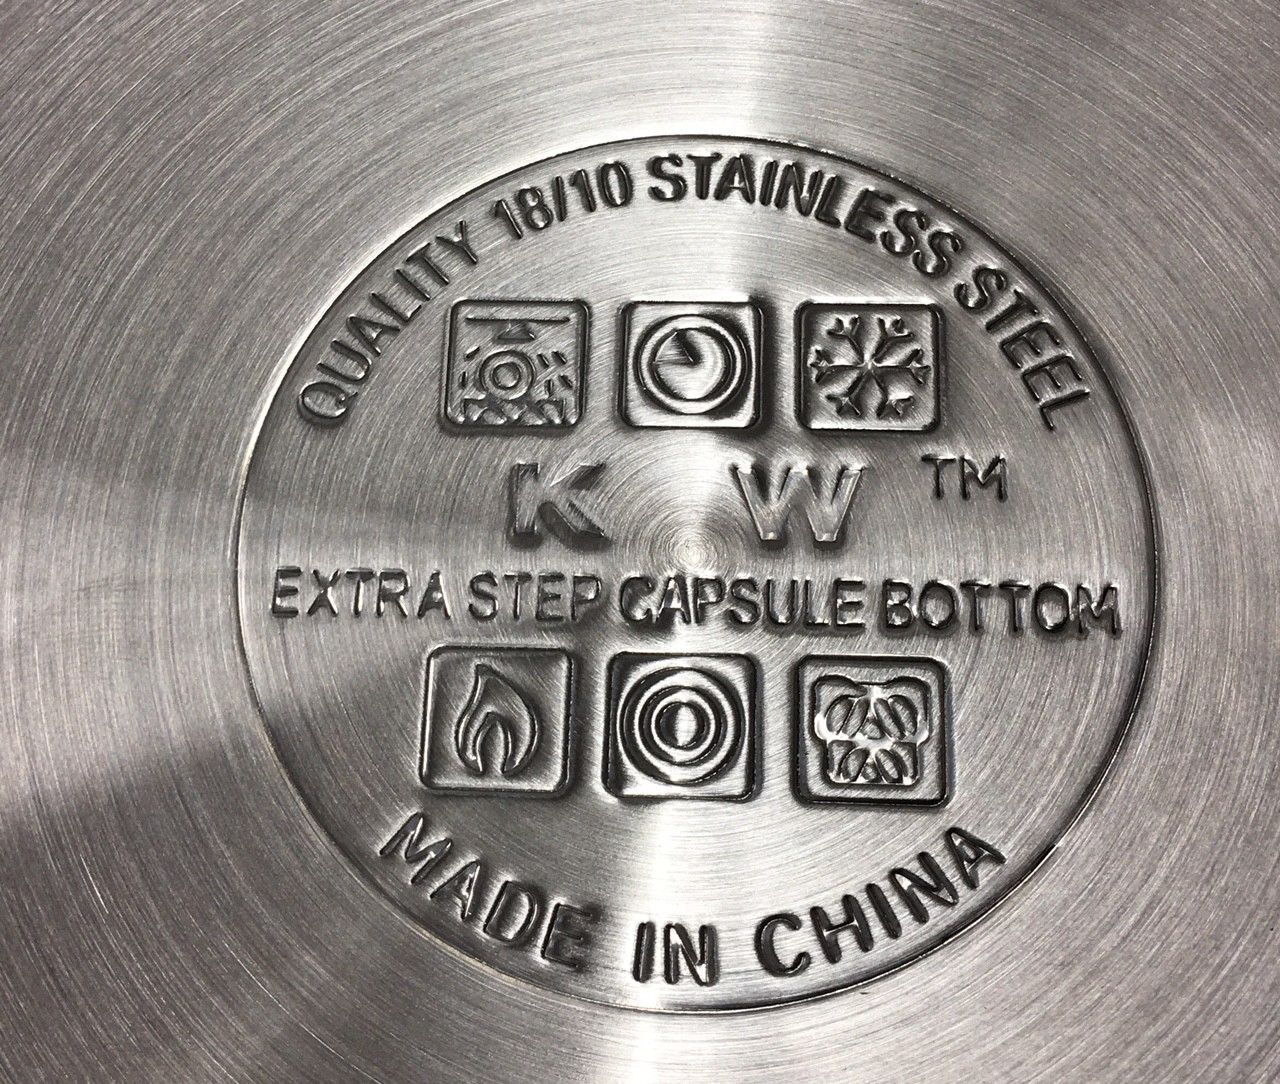 QUALITY 18/10 STAINLESS STEEL
K W ™
EXTRA STEP CAPSULE BOTTOM
MADE IN CHINA